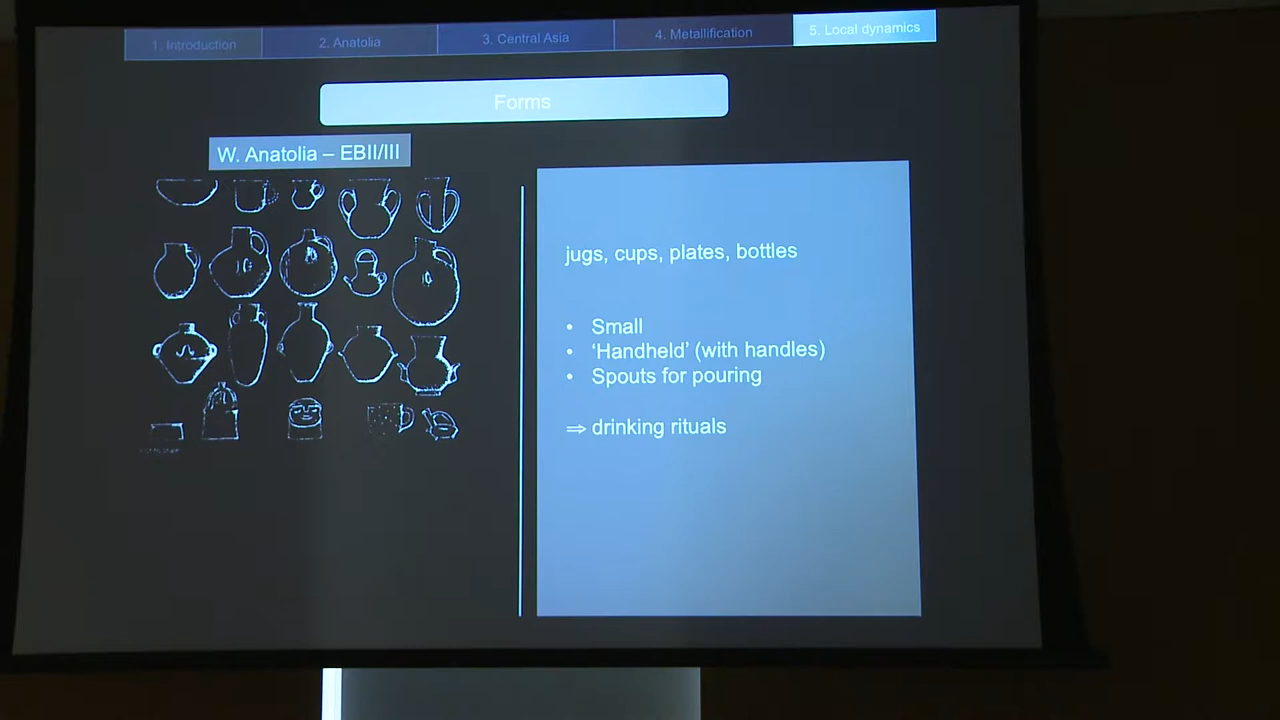 1. Introduction
2. Anatolia
3. Central Asia
4. Metallification
5. Local dynamics
Forms
W. Anatolia – EBII/III
jugs, cups, plates, bottles
• Small
• ‘Handheld’ (with handles)
• Spouts for pouring
⇒ drinking rituals